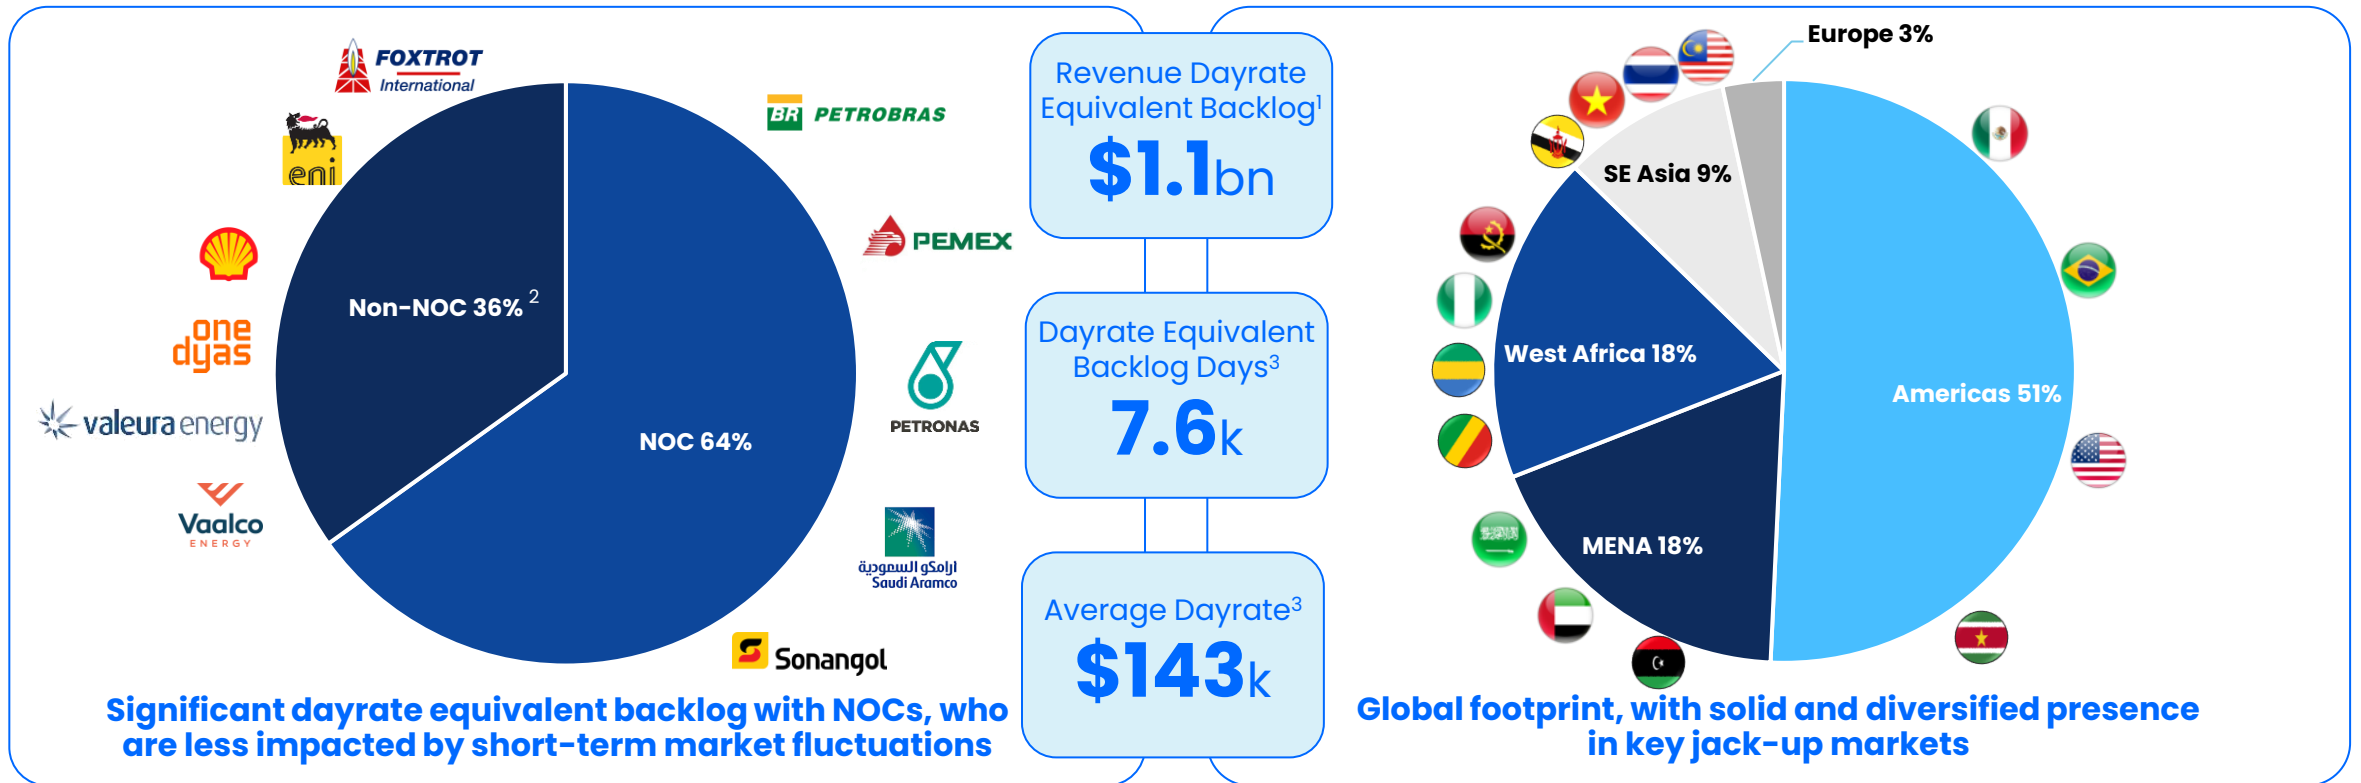 FOXTROT
International
eni
one
dyas
valeura energy
Vaalco
ENERGY
Non-NOC 36% 2
NOC 64%
BR PETROBRAS
PEMEX
PETRONAS
أرامكو السعودية
Saudi Aramco
Sonangol
Significant dayrate equivalent backlog with NOCs, who
are less impacted by short-term market fluctuations
Revenue Dayrate
Equivalent Backlog1
$1.1bn
Dayrate Equivalent
Backlog Days3
7.6k
Average Dayrate3
$143k
Europe 3%
SE Asia 9%
West Africa 18%
Americas 51%
MENA 18%
Global footprint, with solid and diversified presence
in key jack-up markets